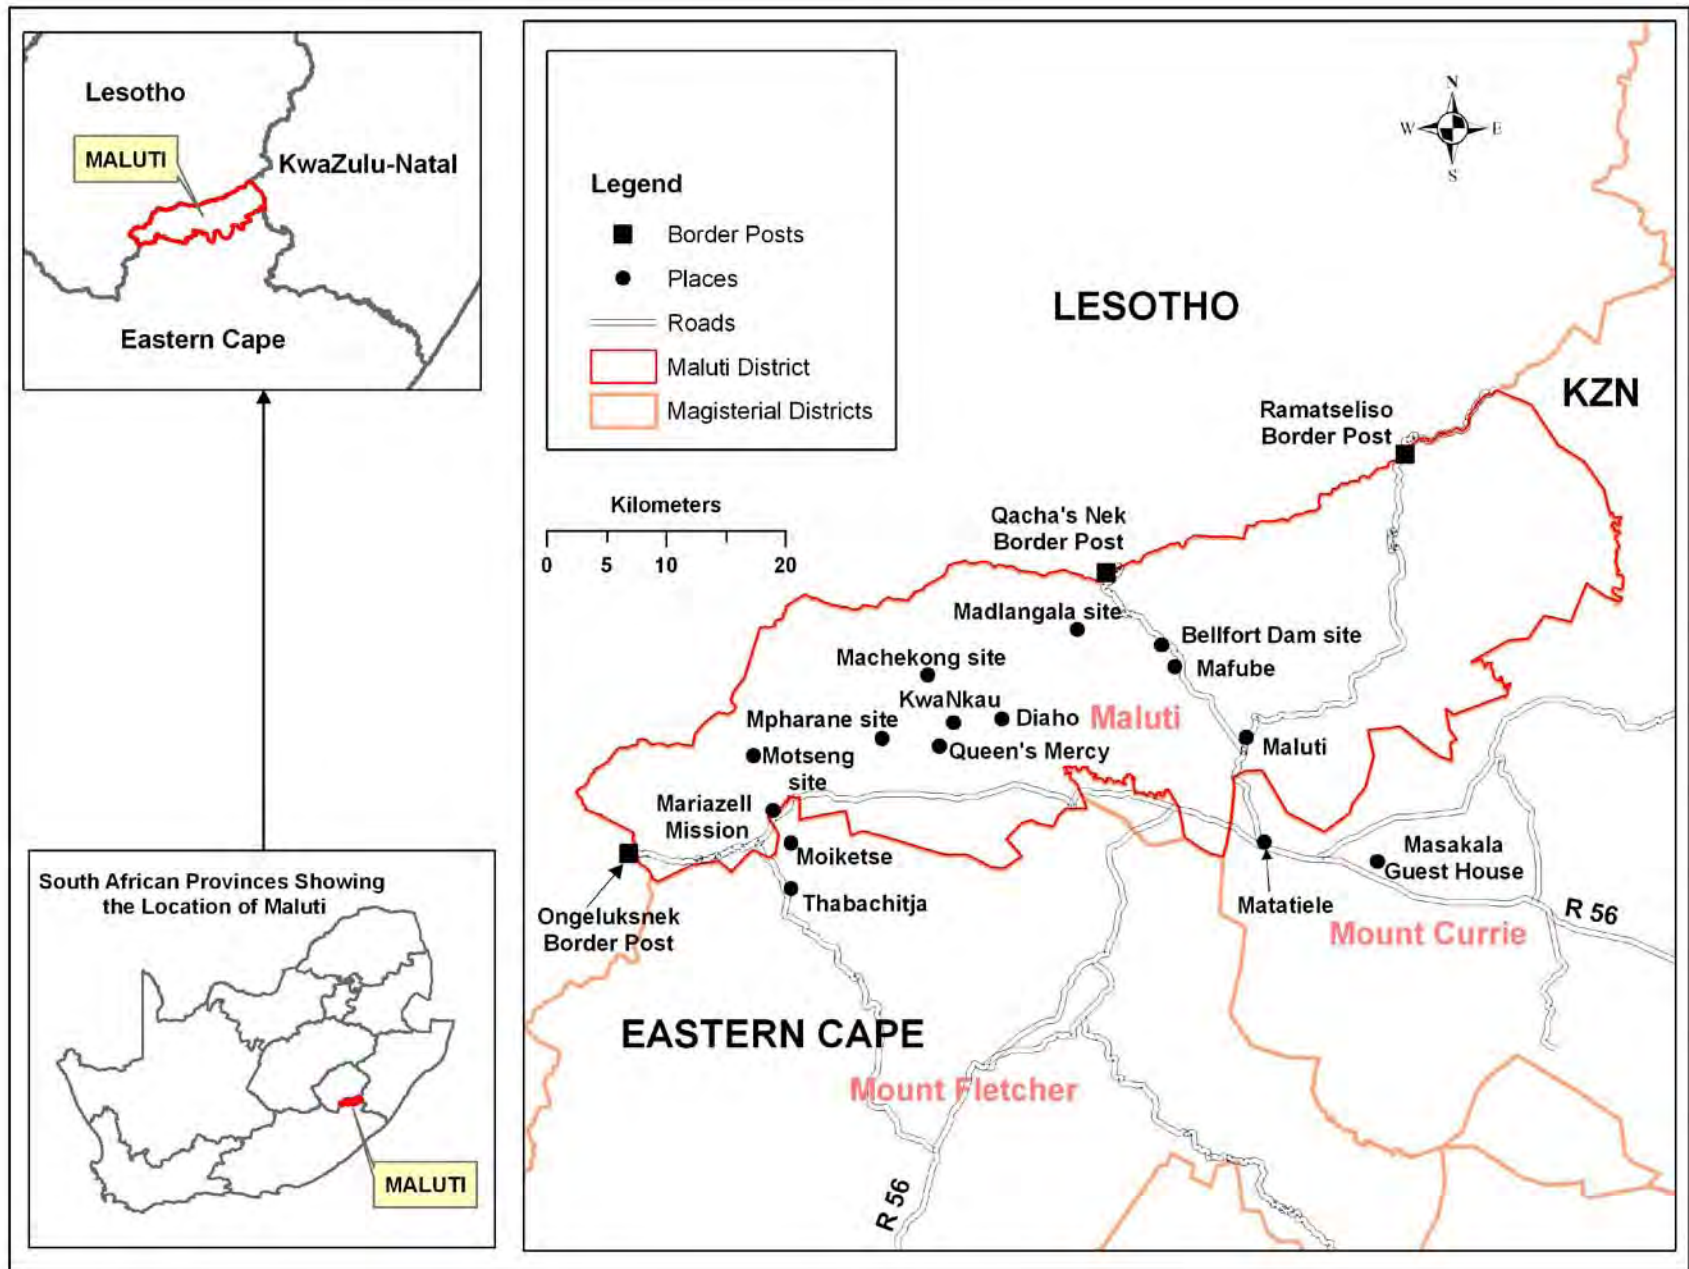 Lesotho
MALUTI
KwaZulu-Natal
Eastern Cape
South African Provinces Showing
the Location of Maluti
MALUTI
Legend
Border Posts
Places
Roads
Maluti District
Magisterial Districts
Kilometers
0 5 10 20
N
W E
S
LESOTHO
KZN
Ramatseliso
Border Post
Qacha's Nek
Border Post
Madlangala site
Bellfort Dam site
Mafube
Machekong site
KwaNkau
Diaho
Maluti
Mpharane site
Queen's Mercy
Maluti
Motseng
site
Mariazell
Mission
Moiketse
Thabachitja
Ongeluksnek
Border Post
Masakala
Guest House
Matatiele
R 56
Mount Currie
EASTERN CAPE
Mount Fletcher
R 56